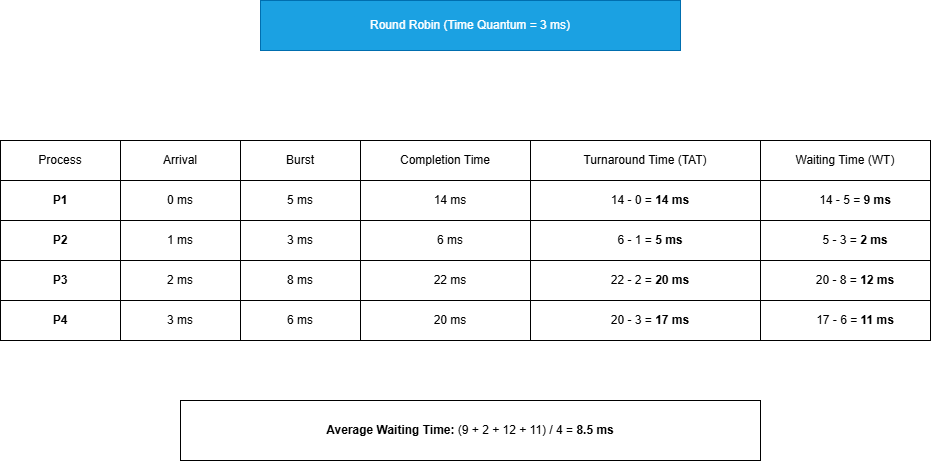 Round Robin (Time Quantum = 3 ms)
Process Arrival Burst Completion Time Turnaround Time (TAT) Waiting Time (WT)
P1 0 ms 5 ms 14 ms 14 - 0 = 14 ms 14 - 5 = 9 ms
P2 1 ms 3 ms 6 ms 6 - 1 = 5 ms 5 - 3 = 2 ms
P3 2 ms 8 ms 22 ms 22 - 2 = 20 ms 20 - 8 = 12 ms
P4 3 ms 6 ms 20 ms 20 - 3 = 17 ms 17 - 6 = 11 ms
Average Waiting Time: (9 + 2 + 12 + 11) / 4 = 8.5 ms